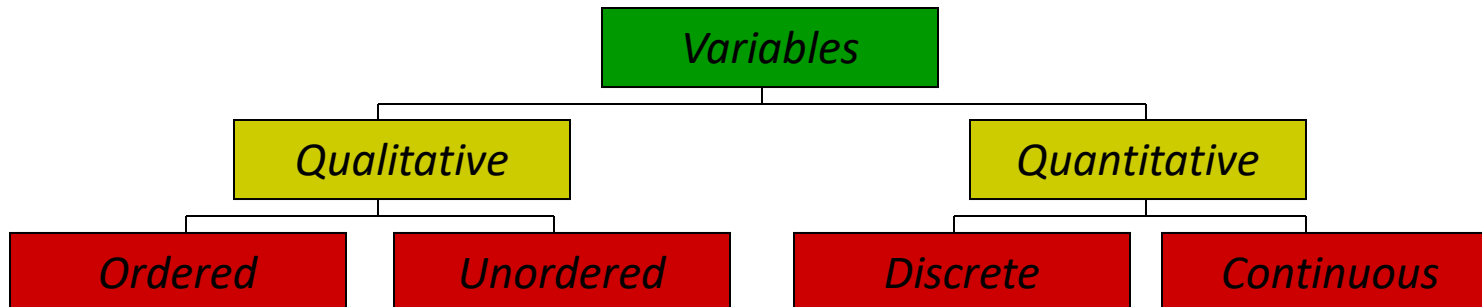 Variables
Qualitative
Quantitative
Ordered
Unordered
Discrete
Continuous